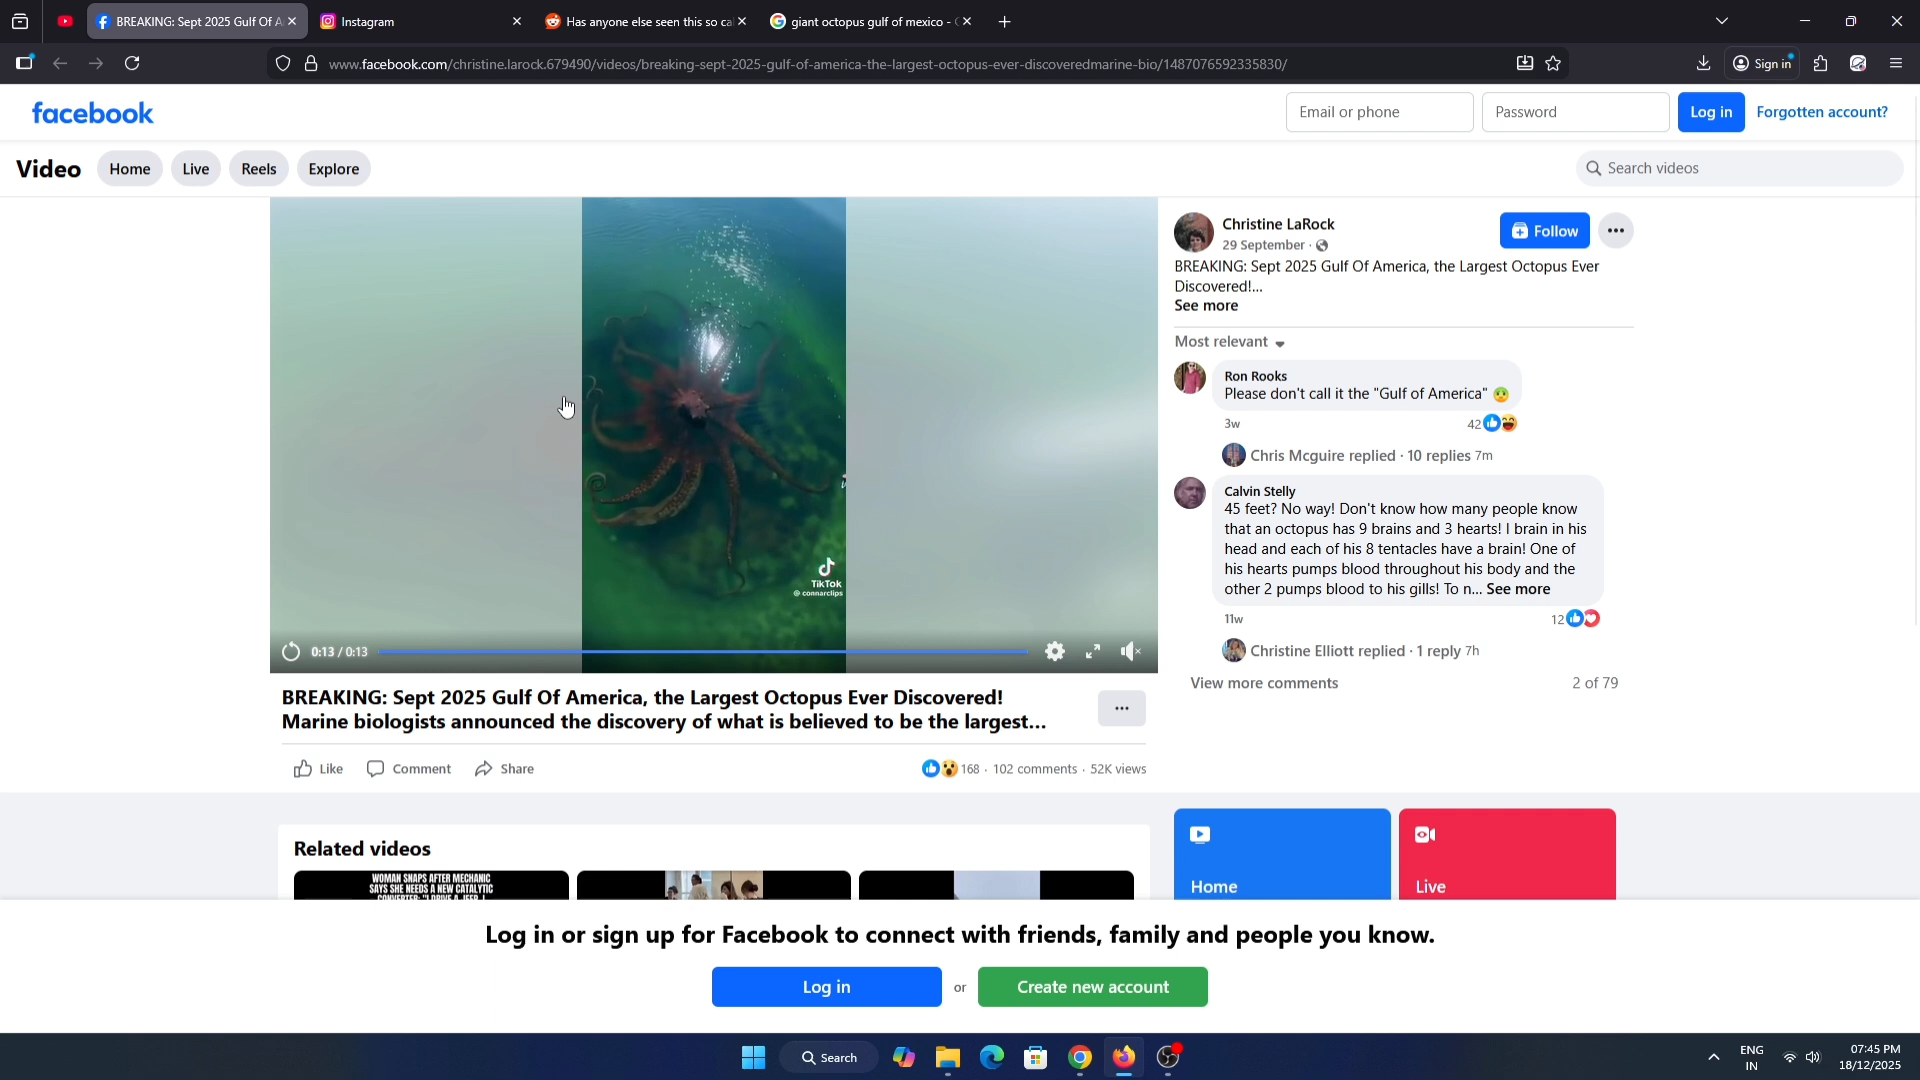 BREAKING: Sept 2025 Gulf Of A
Instagram
Has anyone else seen this so cal
giant octopus gulf of mexico -
www.facebook.com/christine.larock.679490/videos/breaking-sept-2025-gulf-of-america-the-largest-octopus-ever-discoveredmarine-bio/1487076592335830/
Sign in
facebook
Email or phone
Password
Log in
Forgotten account?
Video
Home
Live
Reels
Explore
Search videos
TikTok
@connarclips
0:13 / 0:13
Christine LaRock
29 September ·
Follow
BREAKING: Sept 2025 Gulf Of America, the Largest Octopus Ever
Discovered!...
See more
Most relevant
Ron Rooks
Please don't call it the "Gulf of America" 🤢
3w
42
Chris Mcguire replied · 10 replies 7m
Calvin Stelly
45 feet? No way! Don't know how many people know
that an octopus has 9 brains and 3 hearts! I brain in his
head and each of his 8 tentacles have a brain! One of
his hearts pumps blood throughout his body and the
other 2 pumps blood to his gills! To n... See more
11w
12
Christine Elliott replied · 1 reply 7h
View more comments
2 of 79
BREAKING: Sept 2025 Gulf Of America, the Largest Octopus Ever Discovered!
Marine biologists announced the discovery of what is believed to be the largest...
Like
Comment
Share
168 · 102 comments · 52K views
Related videos
WOMAN SNAPS AFTER MECHANIC
SAYS SHE NEEDS A NEW CATALYTIC
Home
Live
Log in or sign up for Facebook to connect with friends, family and people you know.
Log in
or
Create new account
Search
ENG
IN
07:45 PM
18/12/2025